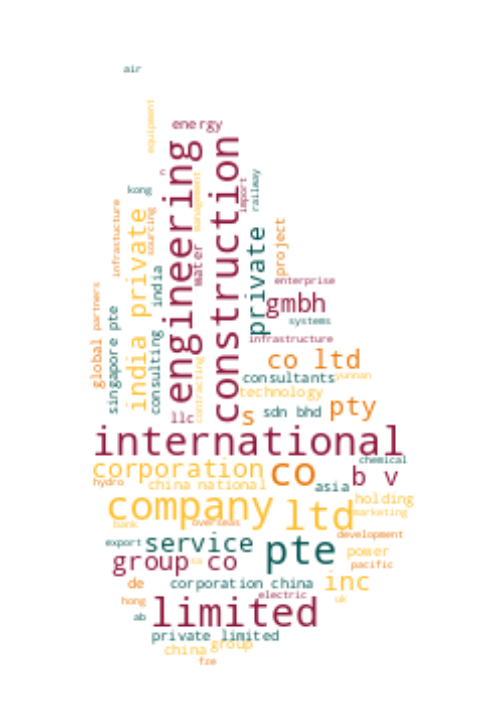 air
equipment
energy
engineering
construction
n
kong
management
import
railway
infrastucture
india private
sourcing
water
private
project
india
enterprise
gmbh
systems
global partners
singapore pte
consulting
infrastructure
contracting
co ltd
consultants
yunnan
technology
llc
s
sdn bhd
pty
international
chemical
corporation
co
b v
hydro
china national
asia
holding
company
ltd
marketing
bank
overseas
development
export
service
pte
power
group co
pacific
de
corporation china
inc
electric
hong
uk
ab
limited
private limited
china
group
fze